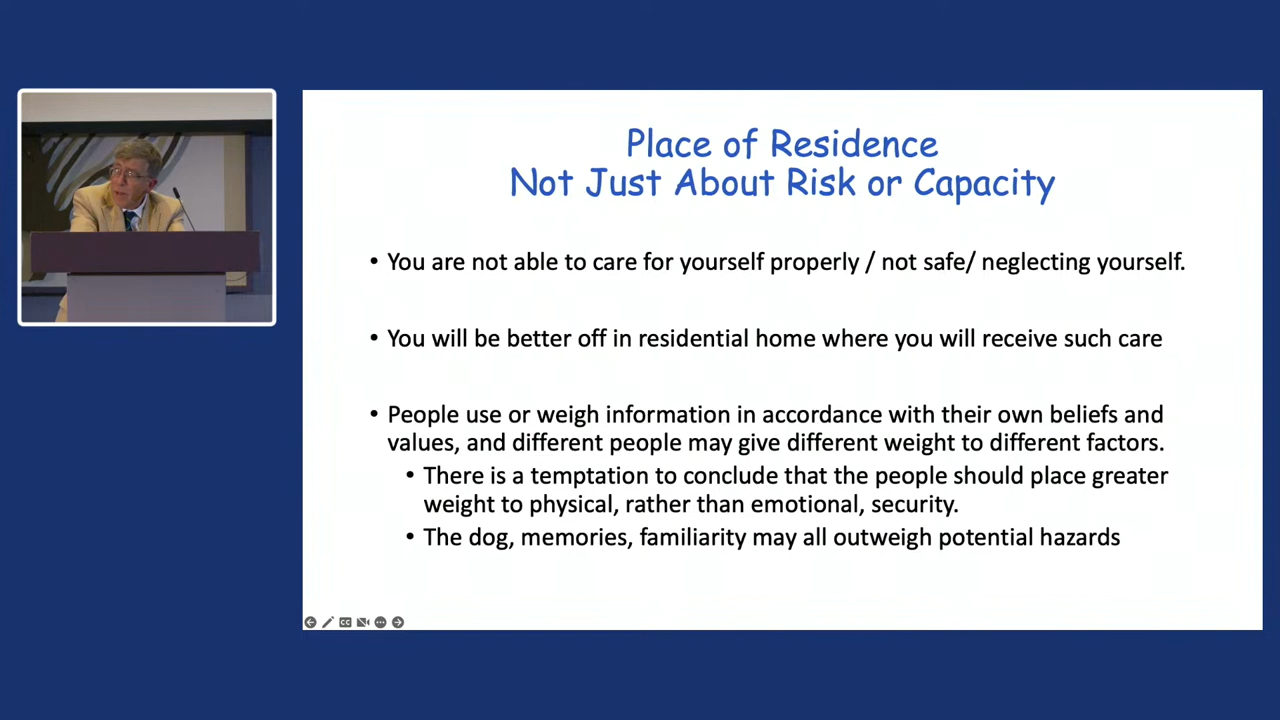 Place of Residence
Not Just About Risk or Capacity
• You are not able to care for yourself properly / not safe/ neglecting yourself.
• You will be better off in residential home where you will receive such care
• People use or weigh information in accordance with their own beliefs and
values, and different people may give different weight to different factors.
• There is a temptation to conclude that the people should place greater
weight to physical, rather than emotional, security.
• The dog, memories, familiarity may all outweigh potential hazards
CC